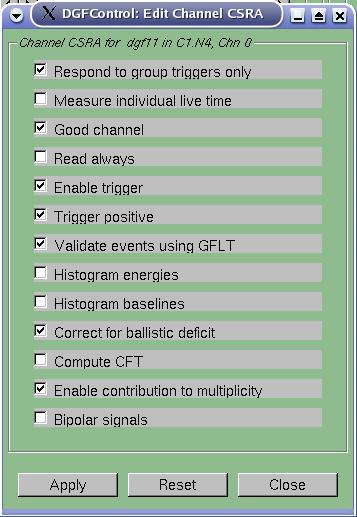 DGFControl: Edit Channel CSRA
Channel CSRA for dgf11 in C1.N4, Chn 0
Respond to group triggers only
Measure individual live time
Good channel
Read always
Enable trigger
Trigger positive
Validate events using GFLT
Histogram energies
Histogram baselines
Correct for ballistic deficit
Compute CFT
Enable contribution to multiplicity
Bipolar signals
Apply Reset Close